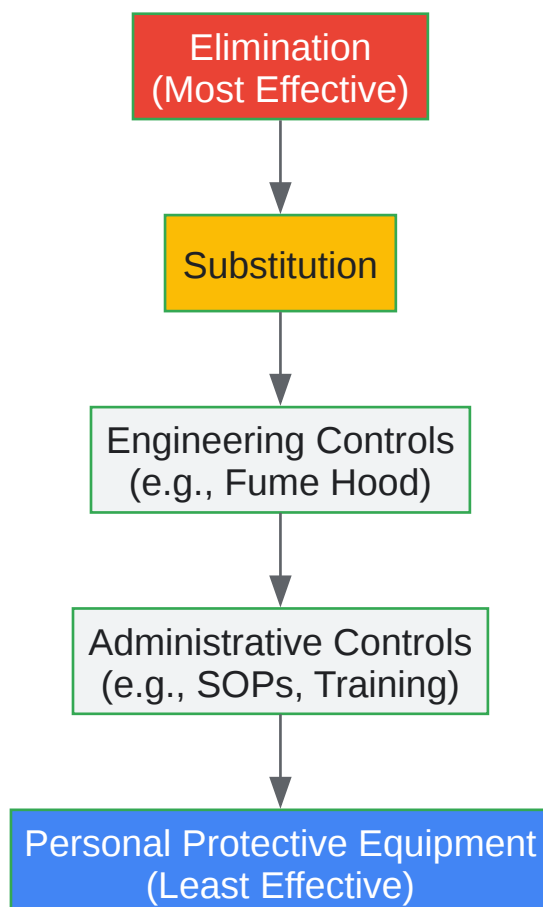 Elimination
(Most Effective)
Substitution
Engineering Controls
(e.g., Fume Hood)
Administrative Controls
(e.g., SOPs, Training)
Personal Protective Equipment
(Least Effective)